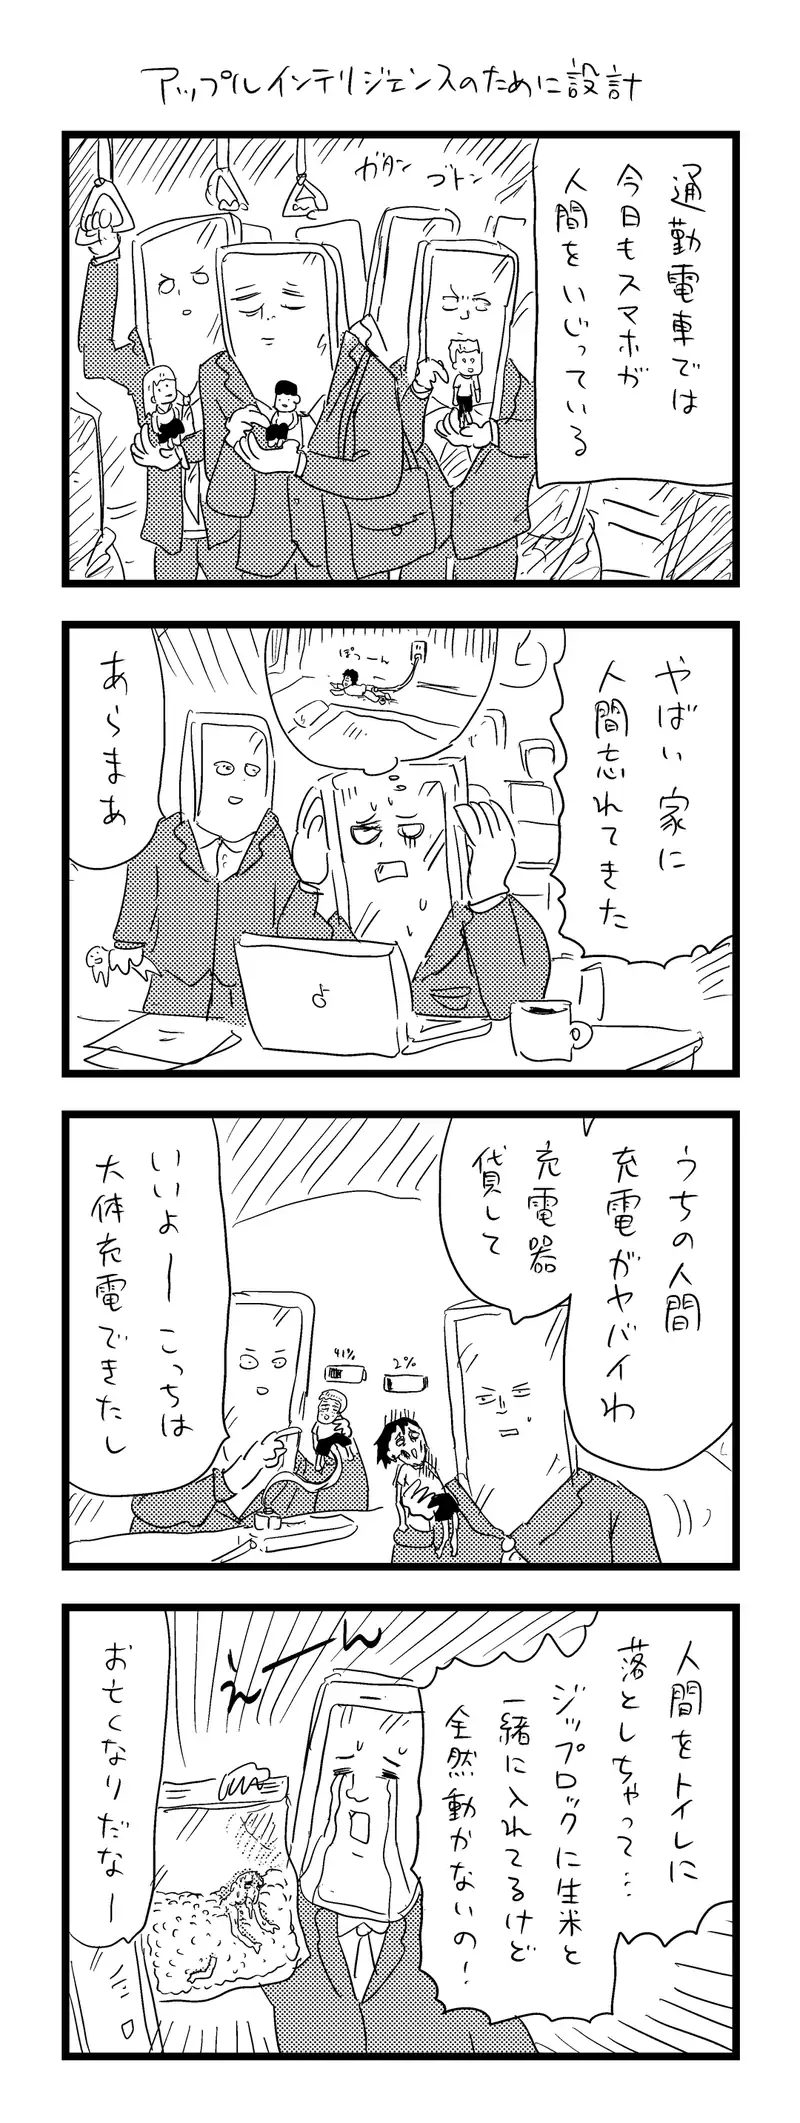 アップルインテリジェンスのために設計
通勤電車では
今日もスマホが
人間をいじっている
ガタン
ゴトン
やばい 家に
人間忘れてきた
ぽつーん
あらまぁ
うちの人間
充電がヤバイわ
充電器
貸して
いいよー こっちは
大体充電できたし
41%
2%
人間をトイレに
落としちゃって…
ジップロックに生米と
一緒に入れてるけど
全然動かないの!
えーーん
お亡くなりだなー